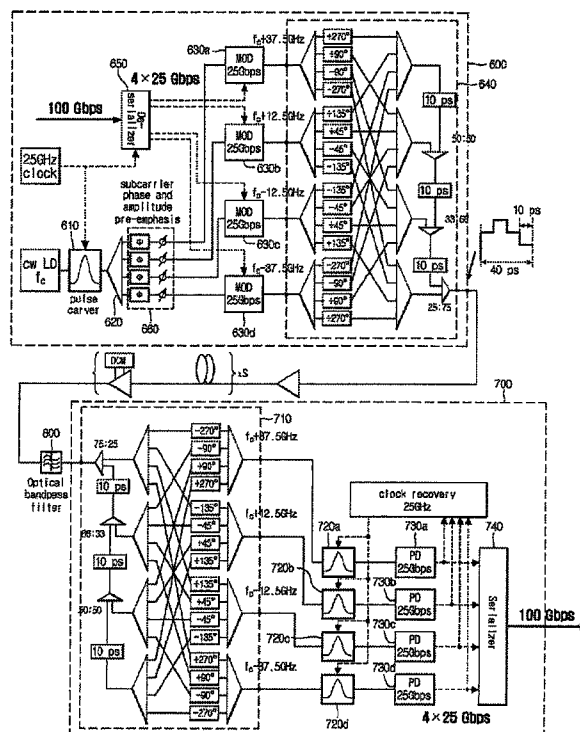 630a
fc+37.5GHz
600
640
650
4 × 25 Gbps
MOD
25Gbps
+270°
+90°
-90°
-270°
100 Gbps
De-
serializer
10 ps
fc+12.5GHz
MOD
25Gbps
630b
+135°
+45°
-45°
-135°
50:50
25GHz
clock
10 ps
subcarrier
phase and
amplitude
pre-emphasis
fc-12.5GHz
MOD
25Gbps
630c
-135°
-45°
+45°
+135°
10 ps
610
10 ps
40 ps
cw LD
fc
pulse
carver
620
Φ
Φ
Φ
Φ
660
fc-37.5GHz
MOD
25Gbps
630d
-270°
-90°
+90°
+270°
25:75
DCM
xS
700
710
800
Optical
bandpass
filter
75:25
-270°
-90°
+90°
+270°
fc+37.5GHz
10 ps
clock recovery
25GHz
740
66:33
-135°
-45°
+45°
+135°
fc+12.5GHz
720a
730a
PD
25Gbps
10 ps
720b
730b
PD
25Gbps
50:50
+135°
+45°
-45°
-135°
fc-12.5GHz
720c
730c
PD
25Gbps
Serializer
100 Gbps
10 ps
+270°
+90°
-90°
-270°
fc-37.5GHz
730d
PD
25Gbps
720d
4 × 25 Gbps